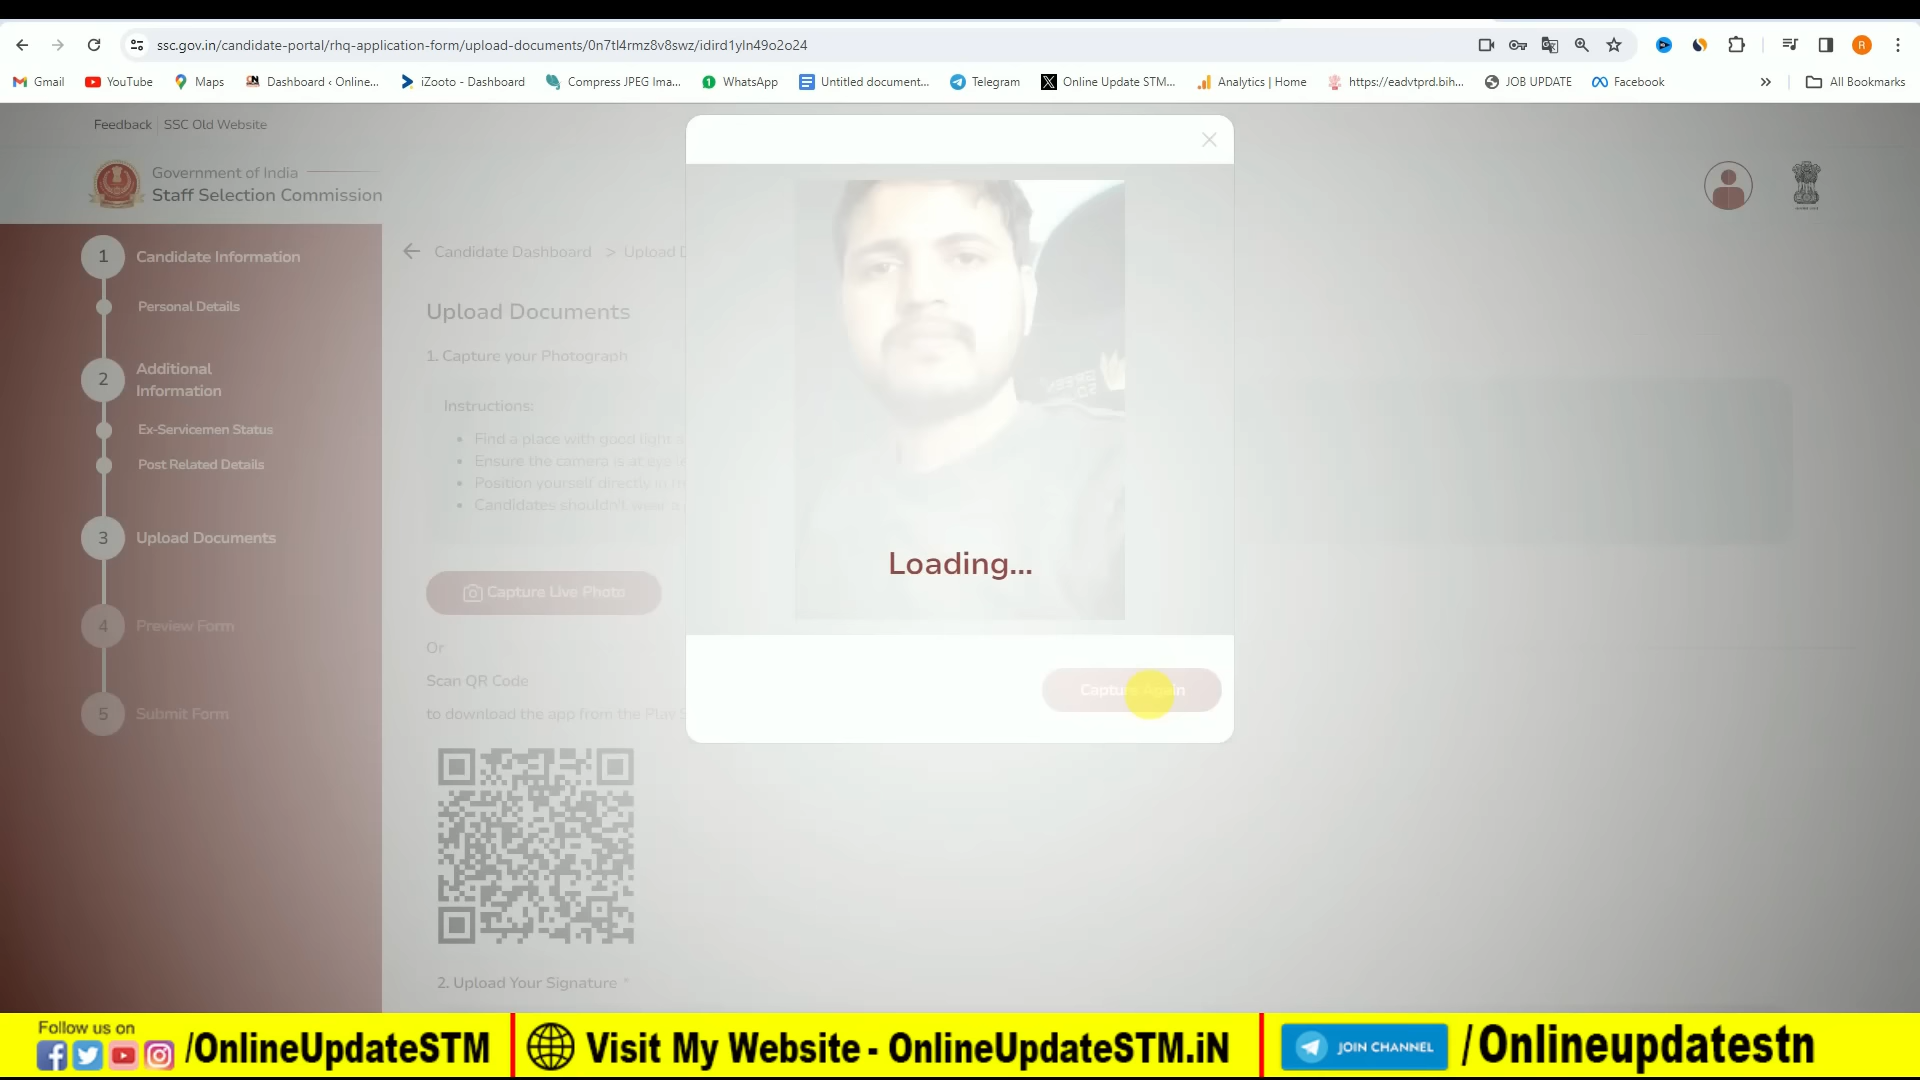 ssc.gov.in/candidate-portal/rhq-application-form/upload-documents/0n7tl4rmz8v8swz/idird1yln49o2o24
R
Gmail YouTube Maps Dashboard ‹ Online... iZooto - Dashboard Compress JPEG Ima... WhatsApp Untitled document... Telegram Online Update STM... Analytics | Home https://eadvtprd.bih... JOB UPDATE Facebook » All Bookmarks
Feedback SSC Old Website
Government of India
Staff Selection Commission
1 Candidate Information
Personal Details
2 Additional
Information
Ex-Servicemen Status
Post Related Details
3 Upload Documents
4 Preview Form
5 Submit Form
Candidate Dashboard > Upload
Upload Documents
1. Capture your Photograph
Instructions:
Find a place with good light
Ensure the camera is at eye
Position yourself directly in
Candidates shouldn't wear a
Capture Live Photo
Or
Scan QR Code
to download the app from the Play
2. Upload Your Signature *
Loading...
Capture Again
Follow us on
/OnlineUpdateSTM
Visit My Website - OnlineUpdateSTM.iN
JOIN CHANNEL /Onlineupdatestn